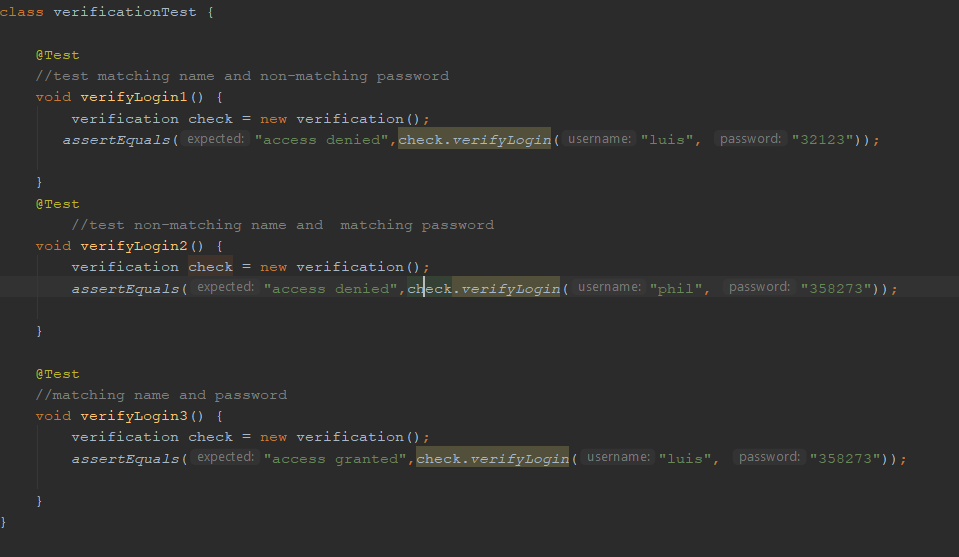 class verificationTest {
@Test
//test matching name and non-matching password
void verifyLogin1() {
verification check = new verification();
assertEquals( expected: "access denied",check.verifyLogin( username: "luis", password: "32123"));
}
@Test
//test non-matching name and  matching password
void verifyLogin2() {
verification check = new verification();
assertEquals( expected: "access denied",check.verifyLogin( username: "phil", password: "358273"));
}
@Test
//matching name and password
void verifyLogin3() {
verification check = new verification();
assertEquals( expected: "access granted",check.verifyLogin( username: "luis", password: "358273"));
}
}